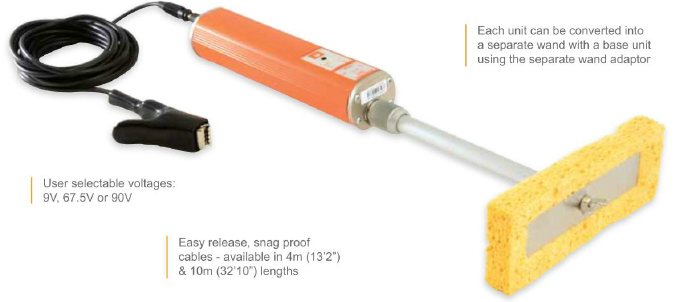 Each unit can be converted into
a separate wand with a base unit
using the separate wand adaptor
User selectable voltages:
9V, 67.5V or 90V
Easy release, snag proof
cables - available in 4m (13'2")
& 10m (32'10") lengths